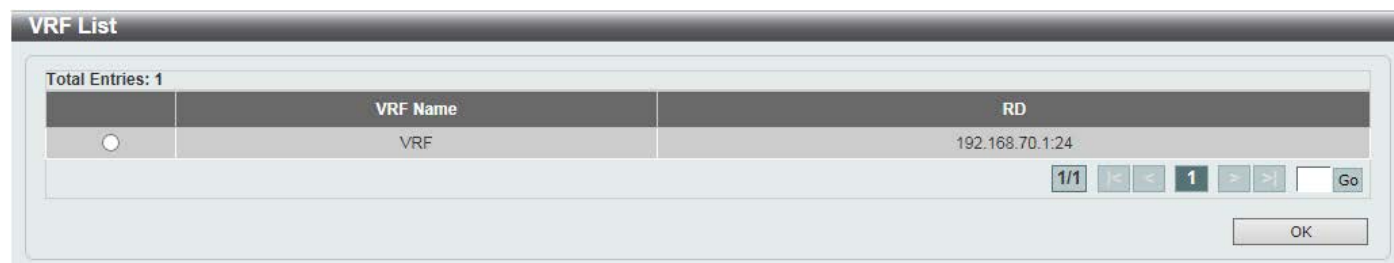 VRF List
Total Entries: 1
VRF Name RD
VRF 192.168.70.1:24
1/1 |< < 1 > >| Go
OK